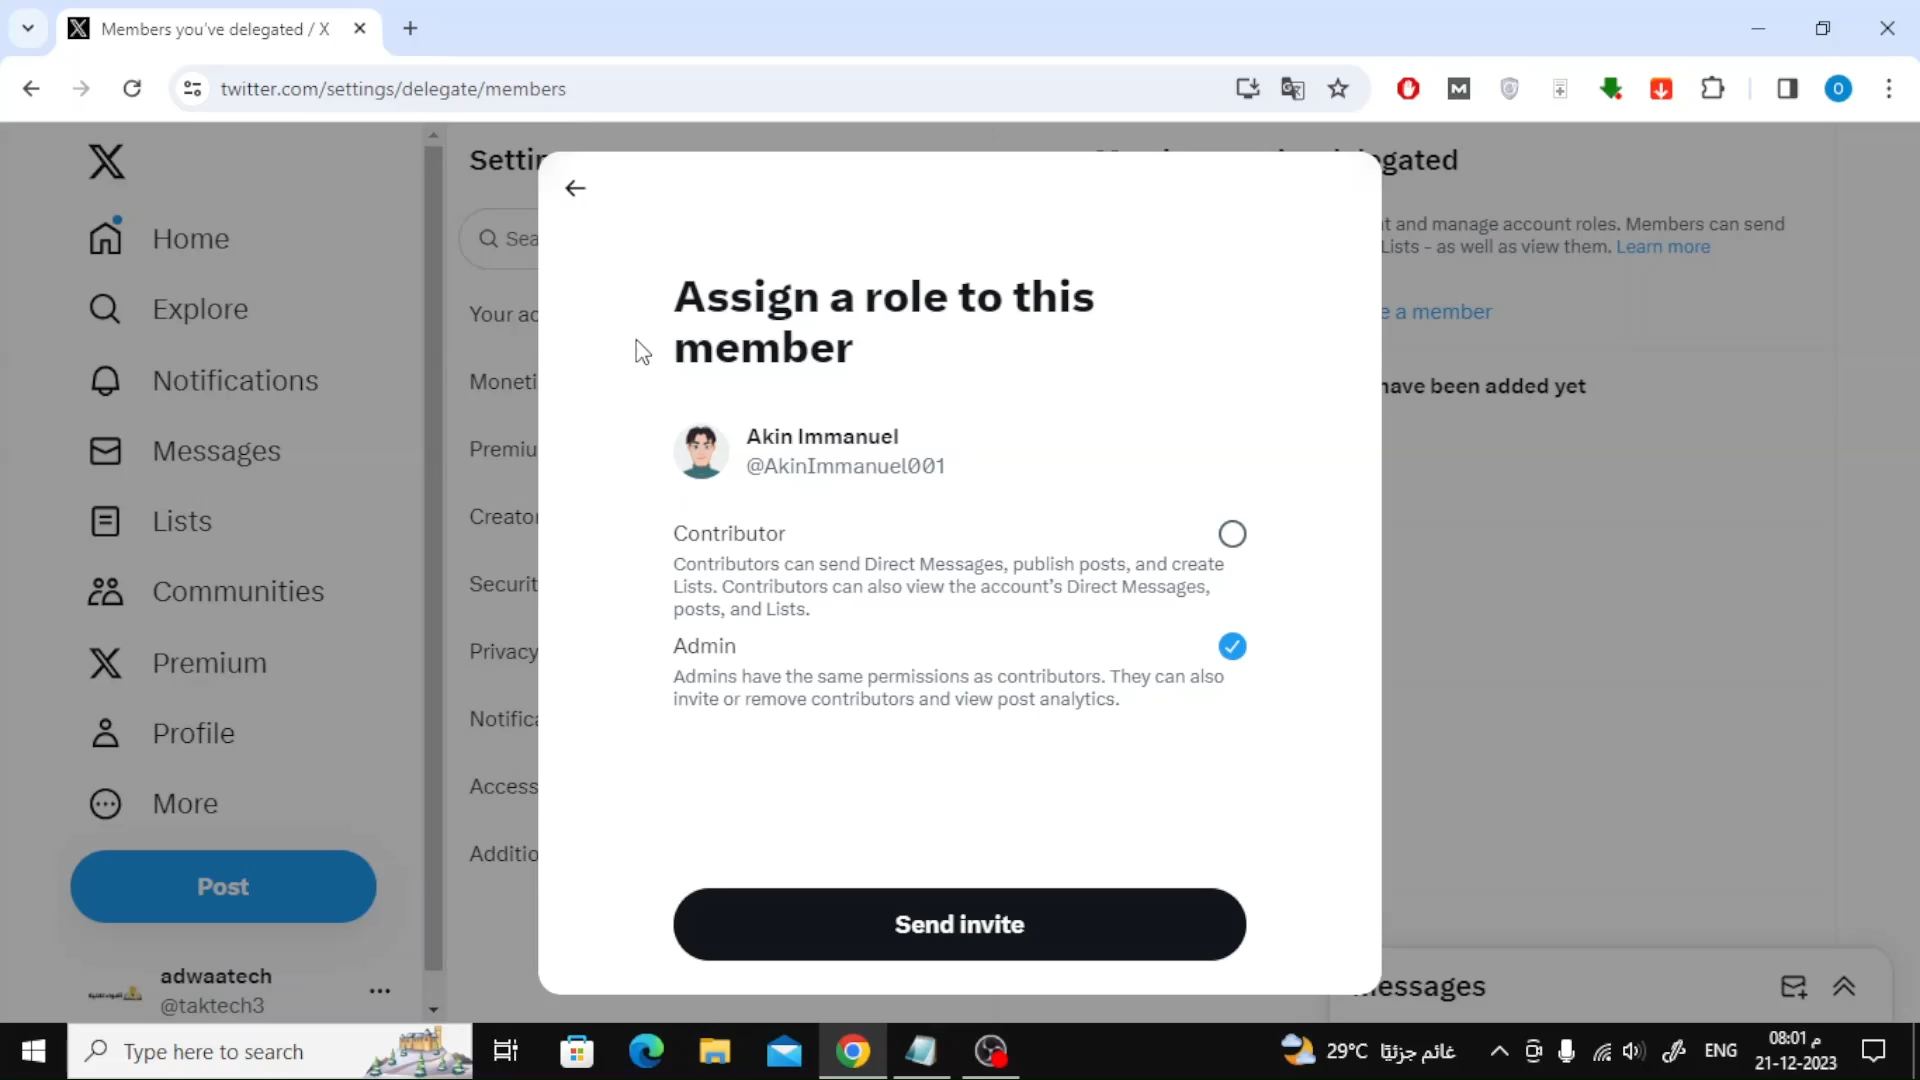 Members you've delegated / X
twitter.com/settings/delegate/members
Home
Explore
Notifications
Messages
Lists
Communities
Premium
Profile
More
Post
adwaatech
@taktech3
Settin
Sea
Your ac
Moneti
Premiu
Creator
Securit
Privacy
Notifica
Access
Additio
Assign a role to this
member
Akin Immanuel
@AkinImmanuel001
Contributor
Contributors can send Direct Messages, publish posts, and create
Lists. Contributors can also view the account's Direct Messages,
posts, and Lists.
Admin
Admins have the same permissions as contributors. They can also
invite or remove contributors and view post analytics.
Send invite
egated
t and manage account roles. Members can send
Lists - as well as view them. Learn more
e a member
have been added yet
essages
Type here to search
29°C غائم جزئيًا
ENG
08:01 م
21-12-2023